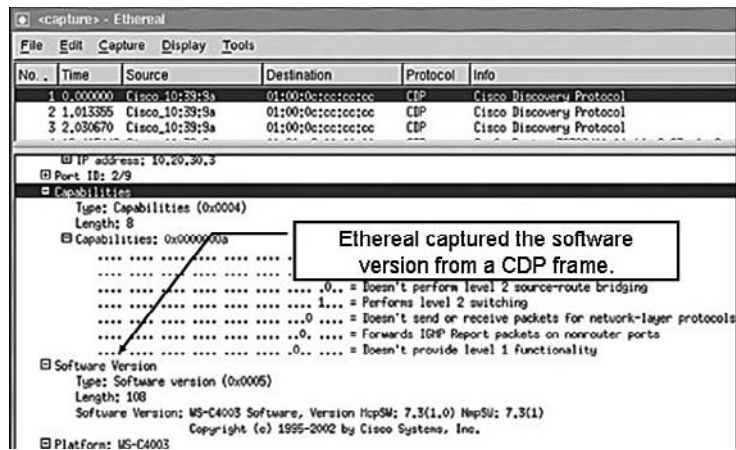 <capture> - Ethereal
File Edit Capture Display Tools
No. . Time Source Destination Protocol Info
1 0.000000 Cisco_10:39:9a 01:00:0c:cc:cc:cc CDP Cisco Discovery Protocol
2 1.013355 Cisco_10:39:9a 01:00:0c:cc:cc:cc CDP Cisco Discovery Protocol
3 2.030670 Cisco_10:39:9a 01:00:0c:cc:cc:cc CDP Cisco Discovery Protocol
IP address: 10.20.30.3
Port ID: 2/9
Capabilities
Type: Capabilities (0x0004)
Length: 8
Capabilities: 0x0000000a
Ethereal captured the software
version from a CDP frame.
.... .... .... .... .... .... .... .0.. = Doesn't perform level 2 source-route bridging
.... .... .... .... .... .... .... 1... = Performs level 2 switching
.... .... .... .... .... .... ...0 .... = Doesn't send or receive packets for network-layer protocols
.... .... .... .... .... .... ..0. .... = Forwards IGMP Report packets on nonrouter ports
.... .... .... .... .... .... .0.. .... = Doesn't provide level 1 functionality
Software Version
Type: Software version (0x0005)
Length: 108
Software Version: WS-C4003 Software, Version McpSW: 7.3(1.0) NmpSW: 7.3(1)
Copyright (c) 1995-2002 by Cisco Systems, Inc.
Platform: WS-C4003